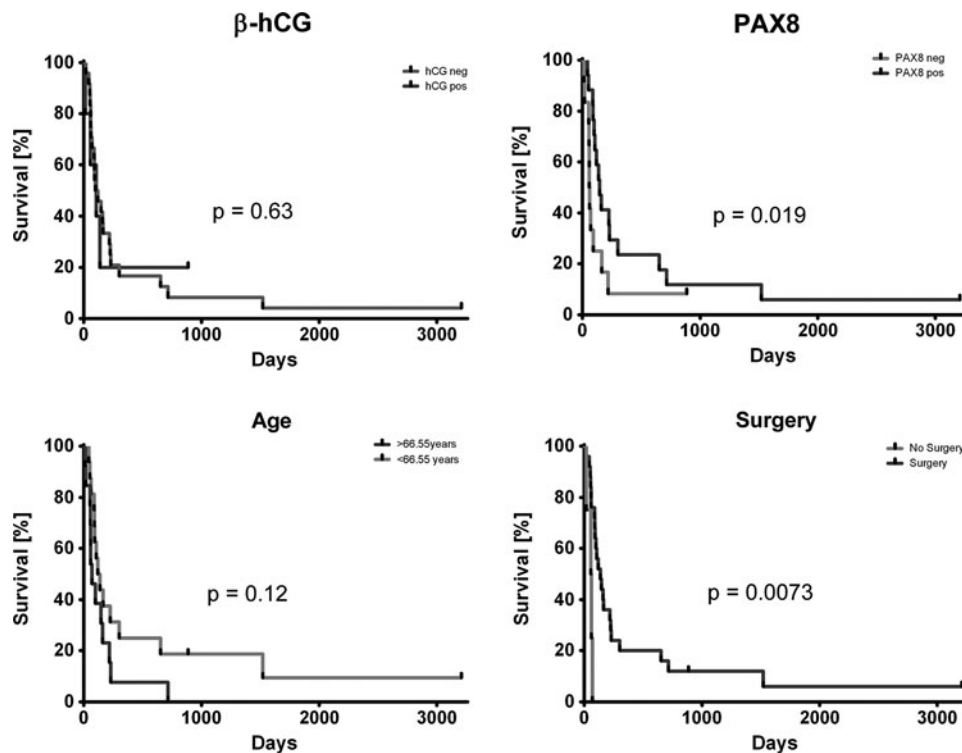 β-hCG
hCG neg
hCG pos
100
80
60
40
20
0
Survival [%]
p = 0.63
0 1000 2000 3000
Days
PAX8
PAX8 neg
PAX8 pos
100
80
60
40
20
0
Survival [%]
p = 0.019
0 1000 2000 3000
Days
Age
>66.55years
<66.55 years
100
80
60
40
20
0
Survival [%]
p = 0.12
0 1000 2000 3000
Days
Surgery
No Surgery
Surgery
100
80
60
40
20
0
Survival [%]
p = 0.0073
0 1000 2000 3000
Days